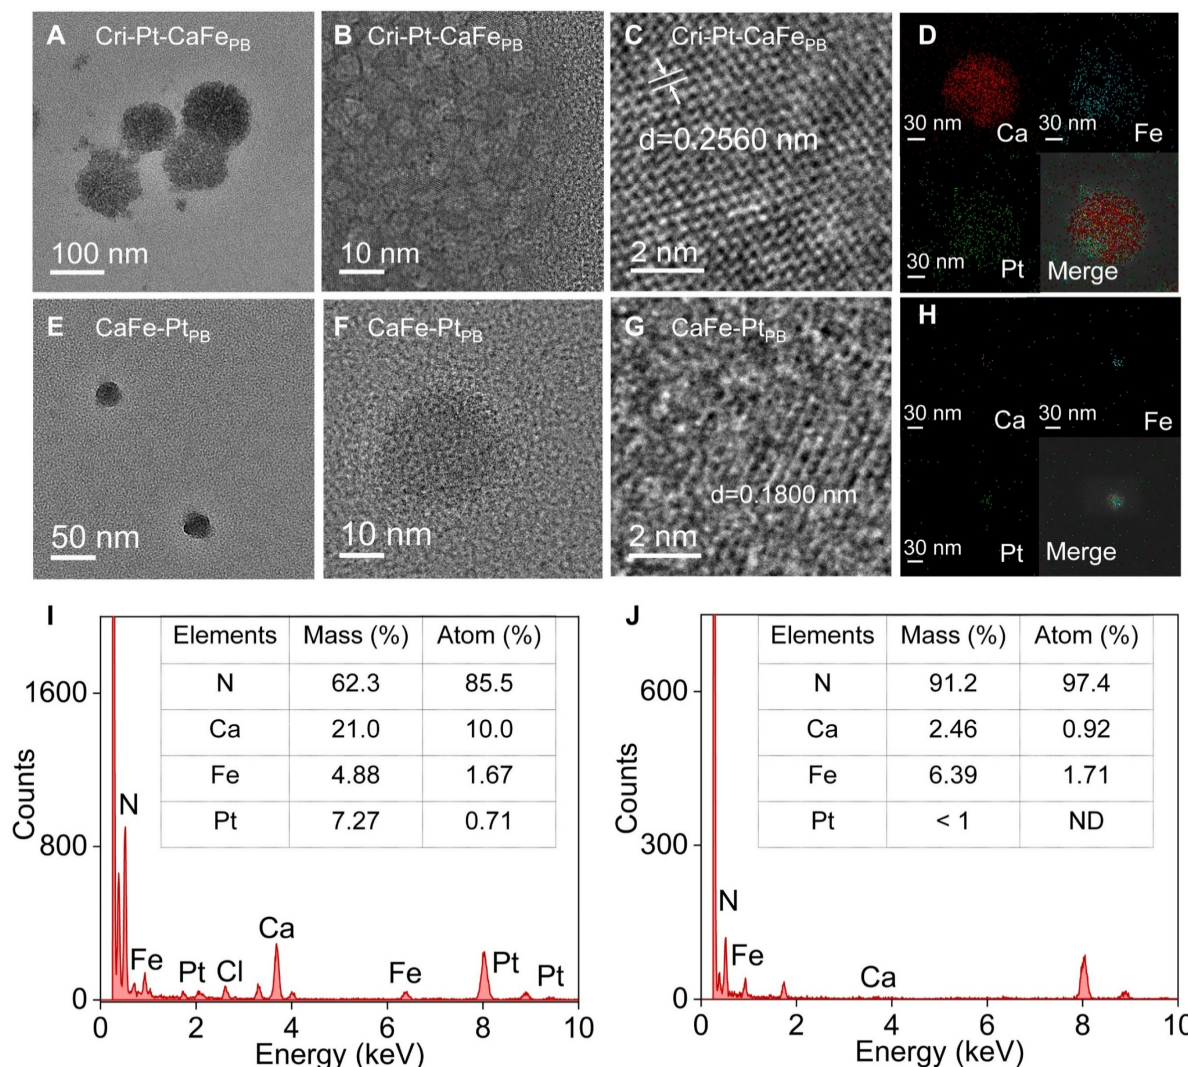 A Cri-Pt-CaFePB
100 nm
B Cri-Pt-CaFePB
10 nm
C Cri-Pt-CaFePB
d=0.2560 nm
2 nm
D
30 nm Ca
30 nm Fe
30 nm Pt
Merge
E CaFe-PtPB
50 nm
F CaFe-PtPB
10 nm
G CaFe-PtPB
d=0.1800 nm
2 nm
H
30 nm Ca
30 nm Fe
30 nm Pt
Merge
I
Elements Mass (%) Atom (%)
N 62.3 85.5
Ca 21.0 10.0
Fe 4.88 1.67
Pt 7.27 0.71
1600
800
0
Counts
N
Fe
Pt
Cl
Ca
Fe
Pt
Pt
0 2 4 6 8 10
Energy (keV)
J
Elements Mass (%) Atom (%)
N 91.2 97.4
Ca 2.46 0.92
Fe 6.39 1.71
Pt < 1 ND
600
300
0
Counts
N
Fe
Ca
0 2 4 6 8 10
Energy (keV)